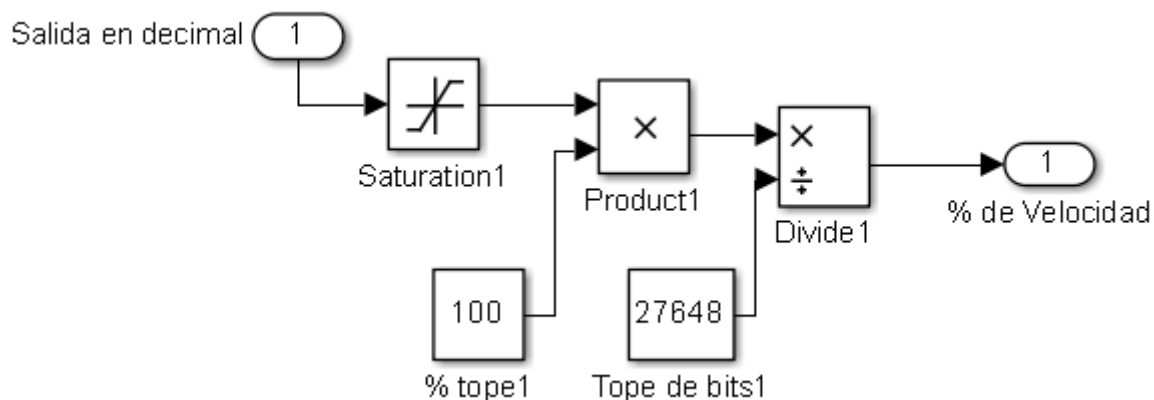 Salida en decimal
1
Saturation1
×
Product1
×
÷
Divide1
1
% de Velocidad
100
% tope1
27648
Tope de bits1